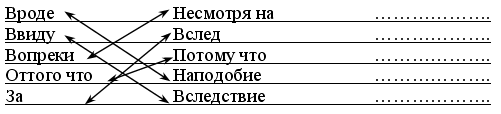 Вроде Несмотря на ………………….
Ввиду Вслед ………………….
Вопреки Потому что ………………….
Оттого что Наподобие ………………….
За Вследствие ………………….